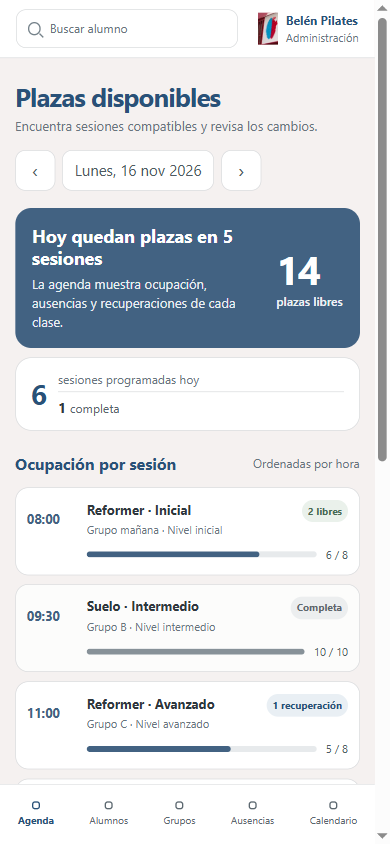 Buscar alumno
Belén Pilates
Administración
Plazas disponibles
Encuentra sesiones compatibles y revisa los cambios.
‹ Lunes, 16 nov 2026 ›
Hoy quedan plazas en 5
sesiones
La agenda muestra ocupación,
ausencias y recuperaciones de cada
clase.
14
plazas libres
6
sesiones programadas hoy
1 completa
Ocupación por sesión
Ordenadas por hora
08:00
Reformer · Inicial
2 libres
Grupo mañana · Nivel inicial
6 / 8
09:30
Suelo · Intermedio
Completa
Grupo B · Nivel intermedio
10 / 10
11:00
Reformer · Avanzado
1 recuperación
Grupo C · Nivel avanzado
5 / 8
Agenda
Alumnos
Grupos
Ausencias
Calendario